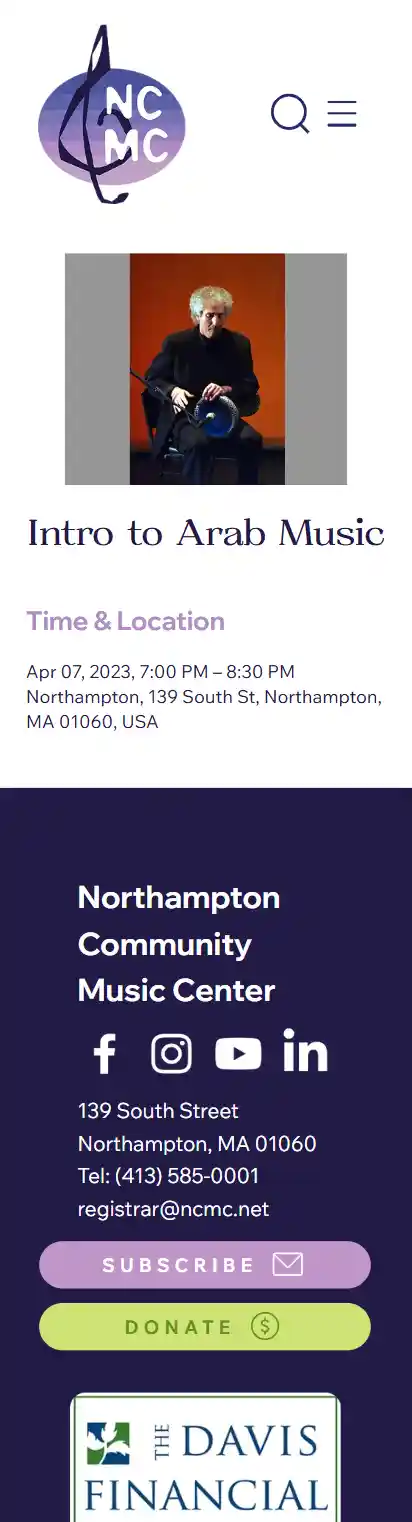 NC
MC
Intro to Arab Music
Time & Location
Apr 07, 2023, 7:00 PM – 8:30 PM
Northampton, 139 South St, Northampton,
MA 01060, USA
Northampton
Community
Music Center
139 South Street
Northampton, MA 01060
Tel: (413) 585-0001
registrar@ncmc.net
SUBSCRIBE
DONATE
THE DAVIS
FINANCIAL